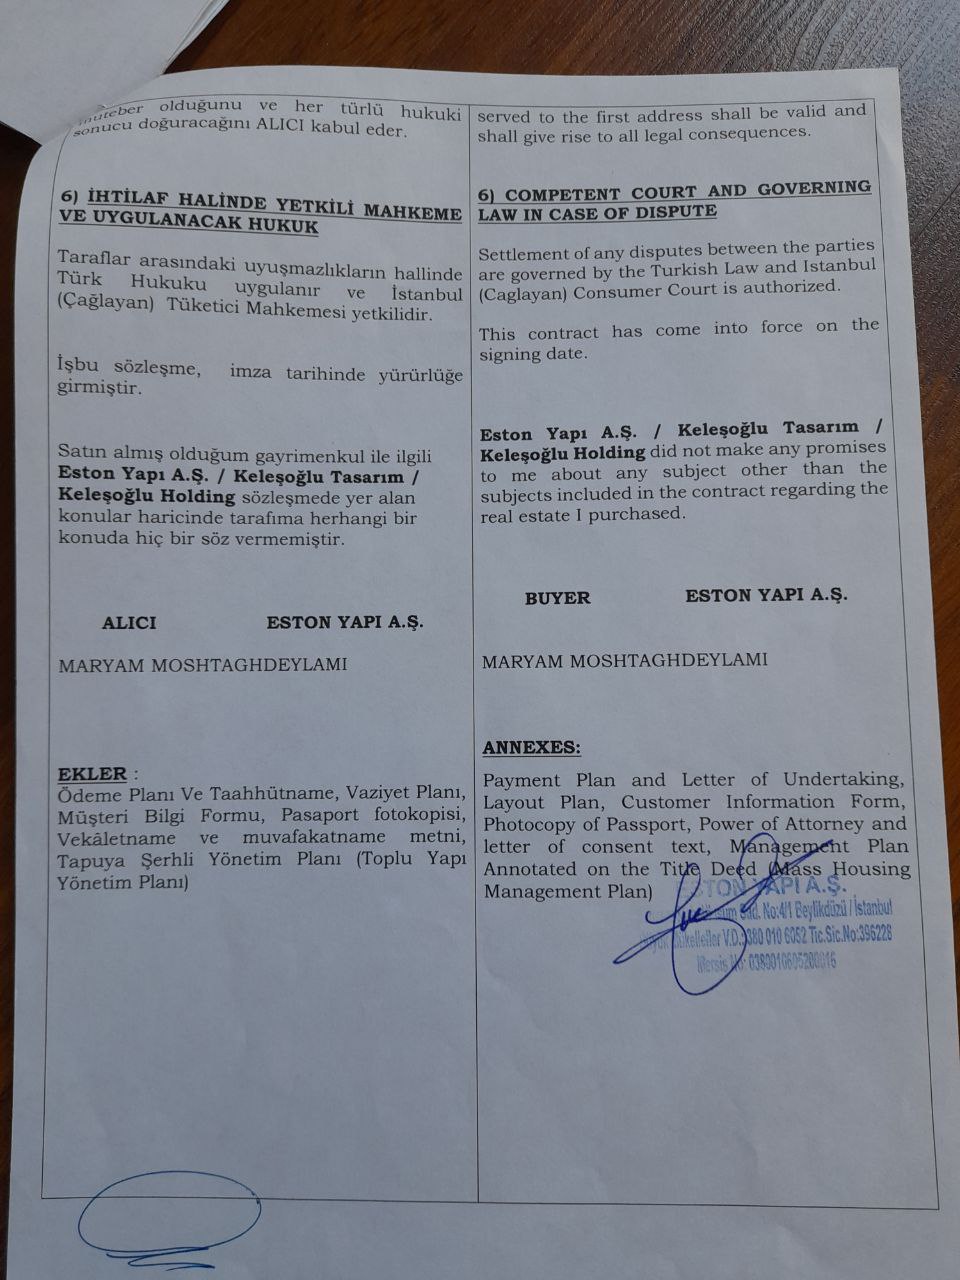 muteber olduğunu ve her türlü hukuki
sonucu doğuracağını ALICI kabul eder.
6) İHTİLAF HALİNDE YETKİLİ MAHKEME
VE UYGULANACAK HUKUK
Taraflar arasındaki uyuşmazlıkların hallinde
Türk Hukuku uygulanır ve İstanbul
(Çağlayan) Tüketici Mahkemesi yetkilidir.
İşbu sözleşme, imza tarihinde yürürlüğe
girmiştir.
Satın almış olduğum gayrimenkul ile ilgili
Eston Yapı A.Ş. / Keleşoğlu Tasarım /
Keleşoğlu Holding sözleşmede yer alan
konular haricinde tarafıma herhangi bir
konuda hiç bir söz vermemiştir.
ALICI ESTON YAPI A.Ş.
MARYAM MOSHTAGHDEYLAMI
EKLER :
Ödeme Planı Ve Taahhütname, Vaziyet Planı,
Müşteri Bilgi Formu, Pasaport fotokopisi,
Vekâletname ve muvafakatname metni,
Tapuya Şerhli Yönetim Planı (Toplu Yapı
Yönetim Planı)
served to the first address shall be valid and
shall give rise to all legal consequences.
6) COMPETENT COURT AND GOVERNING
LAW IN CASE OF DISPUTE
Settlement of any disputes between the parties
are governed by the Turkish Law and Istanbul
(Caglayan) Consumer Court is authorized.
This contract has come into force on the
signing date.
Eston Yapı A.Ş. / Keleşoğlu Tasarım /
Keleşoğlu Holding did not make any promises
to me about any subject other than the
subjects included in the contract regarding the
real estate I purchased.
BUYER ESTON YAPI A.Ş.
MARYAM MOSHTAGHDEYLAMI
ANNEXES:
Payment Plan and Letter of Undertaking,
Layout Plan, Customer Information Form,
Photocopy of Passport, Power of Attorney and
letter of consent text, Management Plan
Annotated on the Title Deed (Mass Housing
Management Plan)
ESTON YAPI A.Ş.
Cad. No:4/1 Beylikdüzü / İstanbul
Mükellefler V.D.:380 010 6052 Tic.Sic.No:396228
Mersis No: